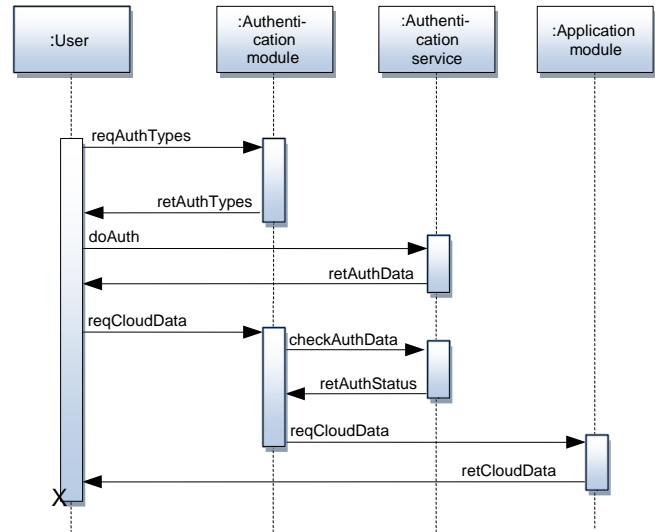 :User
:Authenti-
cation
module
:Authenti-
cation
service
:Application
module
reqAuthTypes
retAuthTypes
doAuth
retAuthData
reqCloudData
checkAuthData
retAuthStatus
reqCloudData
retCloudData
X